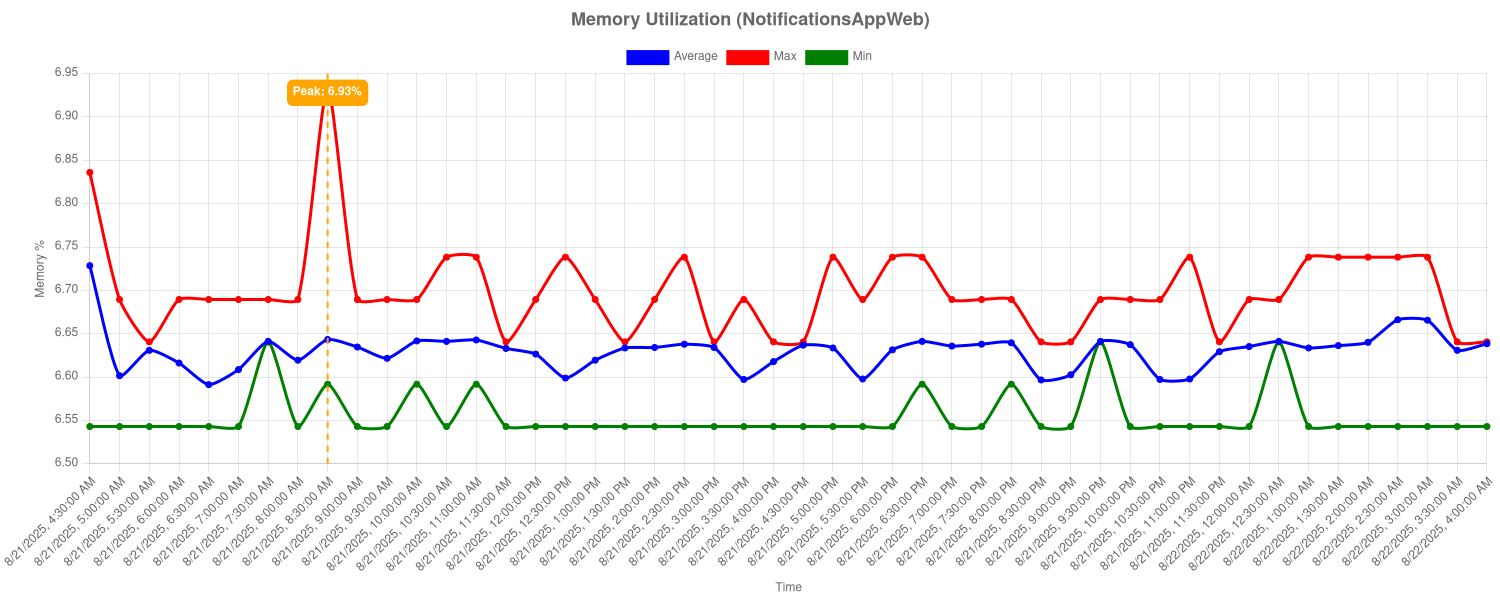 Memory Utilization (NotificationsAppWeb)
Average
Max
Min
6.95
6.90
6.85
6.80
6.75
6.70
6.65
6.60
6.55
6.50
Memory %
Peak: 6.93%
8/21/2025, 4:30:00 AM
8/21/2025, 5:00:00 AM
8/21/2025, 5:30:00 AM
8/21/2025, 6:00:00 AM
8/21/2025, 6:30:00 AM
8/21/2025, 7:00:00 AM
8/21/2025, 7:30:00 AM
8/21/2025, 8:00:00 AM
8/21/2025, 8:30:00 AM
8/21/2025, 9:00:00 AM
8/21/2025, 9:30:00 AM
8/21/2025, 10:00:00 AM
8/21/2025, 10:30:00 AM
8/21/2025, 11:00:00 AM
8/21/2025, 11:30:00 AM
8/21/2025, 12:00:00 PM
8/21/2025, 12:30:00 PM
8/21/2025, 1:00:00 PM
8/21/2025, 1:30:00 PM
8/21/2025, 2:00:00 PM
8/21/2025, 2:30:00 PM
8/21/2025, 3:00:00 PM
8/21/2025, 3:30:00 PM
8/21/2025, 4:00:00 PM
8/21/2025, 4:30:00 PM
8/21/2025, 5:00:00 PM
8/21/2025, 5:30:00 PM
8/21/2025, 6:00:00 PM
8/21/2025, 6:30:00 PM
8/21/2025, 7:00:00 PM
8/21/2025, 7:30:00 PM
8/21/2025, 8:00:00 PM
8/21/2025, 8:30:00 PM
8/21/2025, 9:00:00 PM
8/21/2025, 9:30:00 PM
8/21/2025, 10:00:00 PM
8/21/2025, 10:30:00 PM
8/21/2025, 11:00:00 PM
8/21/2025, 11:30:00 PM
8/22/2025, 12:00:00 AM
8/22/2025, 12:30:00 AM
8/22/2025, 1:00:00 AM
8/22/2025, 1:30:00 AM
8/22/2025, 2:00:00 AM
8/22/2025, 2:30:00 AM
8/22/2025, 3:00:00 AM
8/22/2025, 3:30:00 AM
8/22/2025, 4:00:00 AM
Time